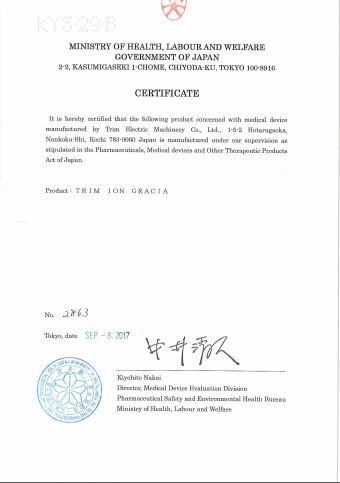 KYS-29-B
MINISTRY OF HEALTH, LABOUR AND WELFARE
GOVERNMENT OF JAPAN
2-2, KASUMIGASEKI 1-CHOME, CHIYODA-KU, TOKYO 100-8916
CERTIFICATE
It is hereby certified that the following product concerned with medical device
manufactured by Trim Electric Machinery Co., Ltd., 1-5-2 Hotarugaoka,
Nankoku-Shi, Kochi 783-0060 Japan is manufactured under our supervision as
stipulated in the Pharmaceuticals, Medical devices and Other Therapeutic Products
Act of Japan.
Product : TRIM ION GRACIA
No. 2863
Tokyo, date SEP. -8. 2017
Kiyohito Nakai
Director, Medical Device Evaluation Division
Pharmaceutical Safety and Environmental Health Bureau
Ministry of Health, Labour and Welfare